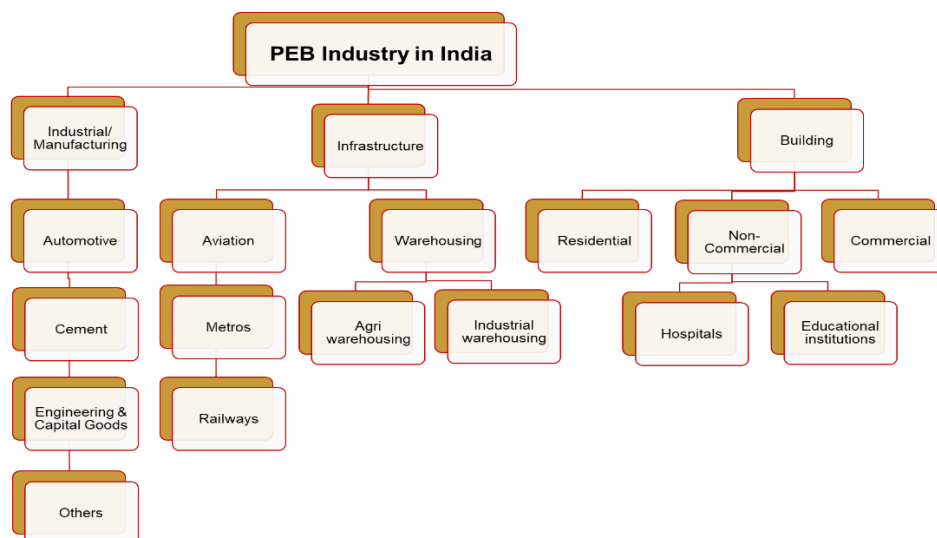 PEB Industry in India
Industrial/
Manufacturing
Infrastructure
Building
Automotive
Aviation
Warehousing
Residential
Non-
Commercial
Commercial
Cement
Metros
Agri
warehousing
Industrial
warehousing
Hospitals
Educational
institutions
Engineering &
Capital Goods
Railways
Others